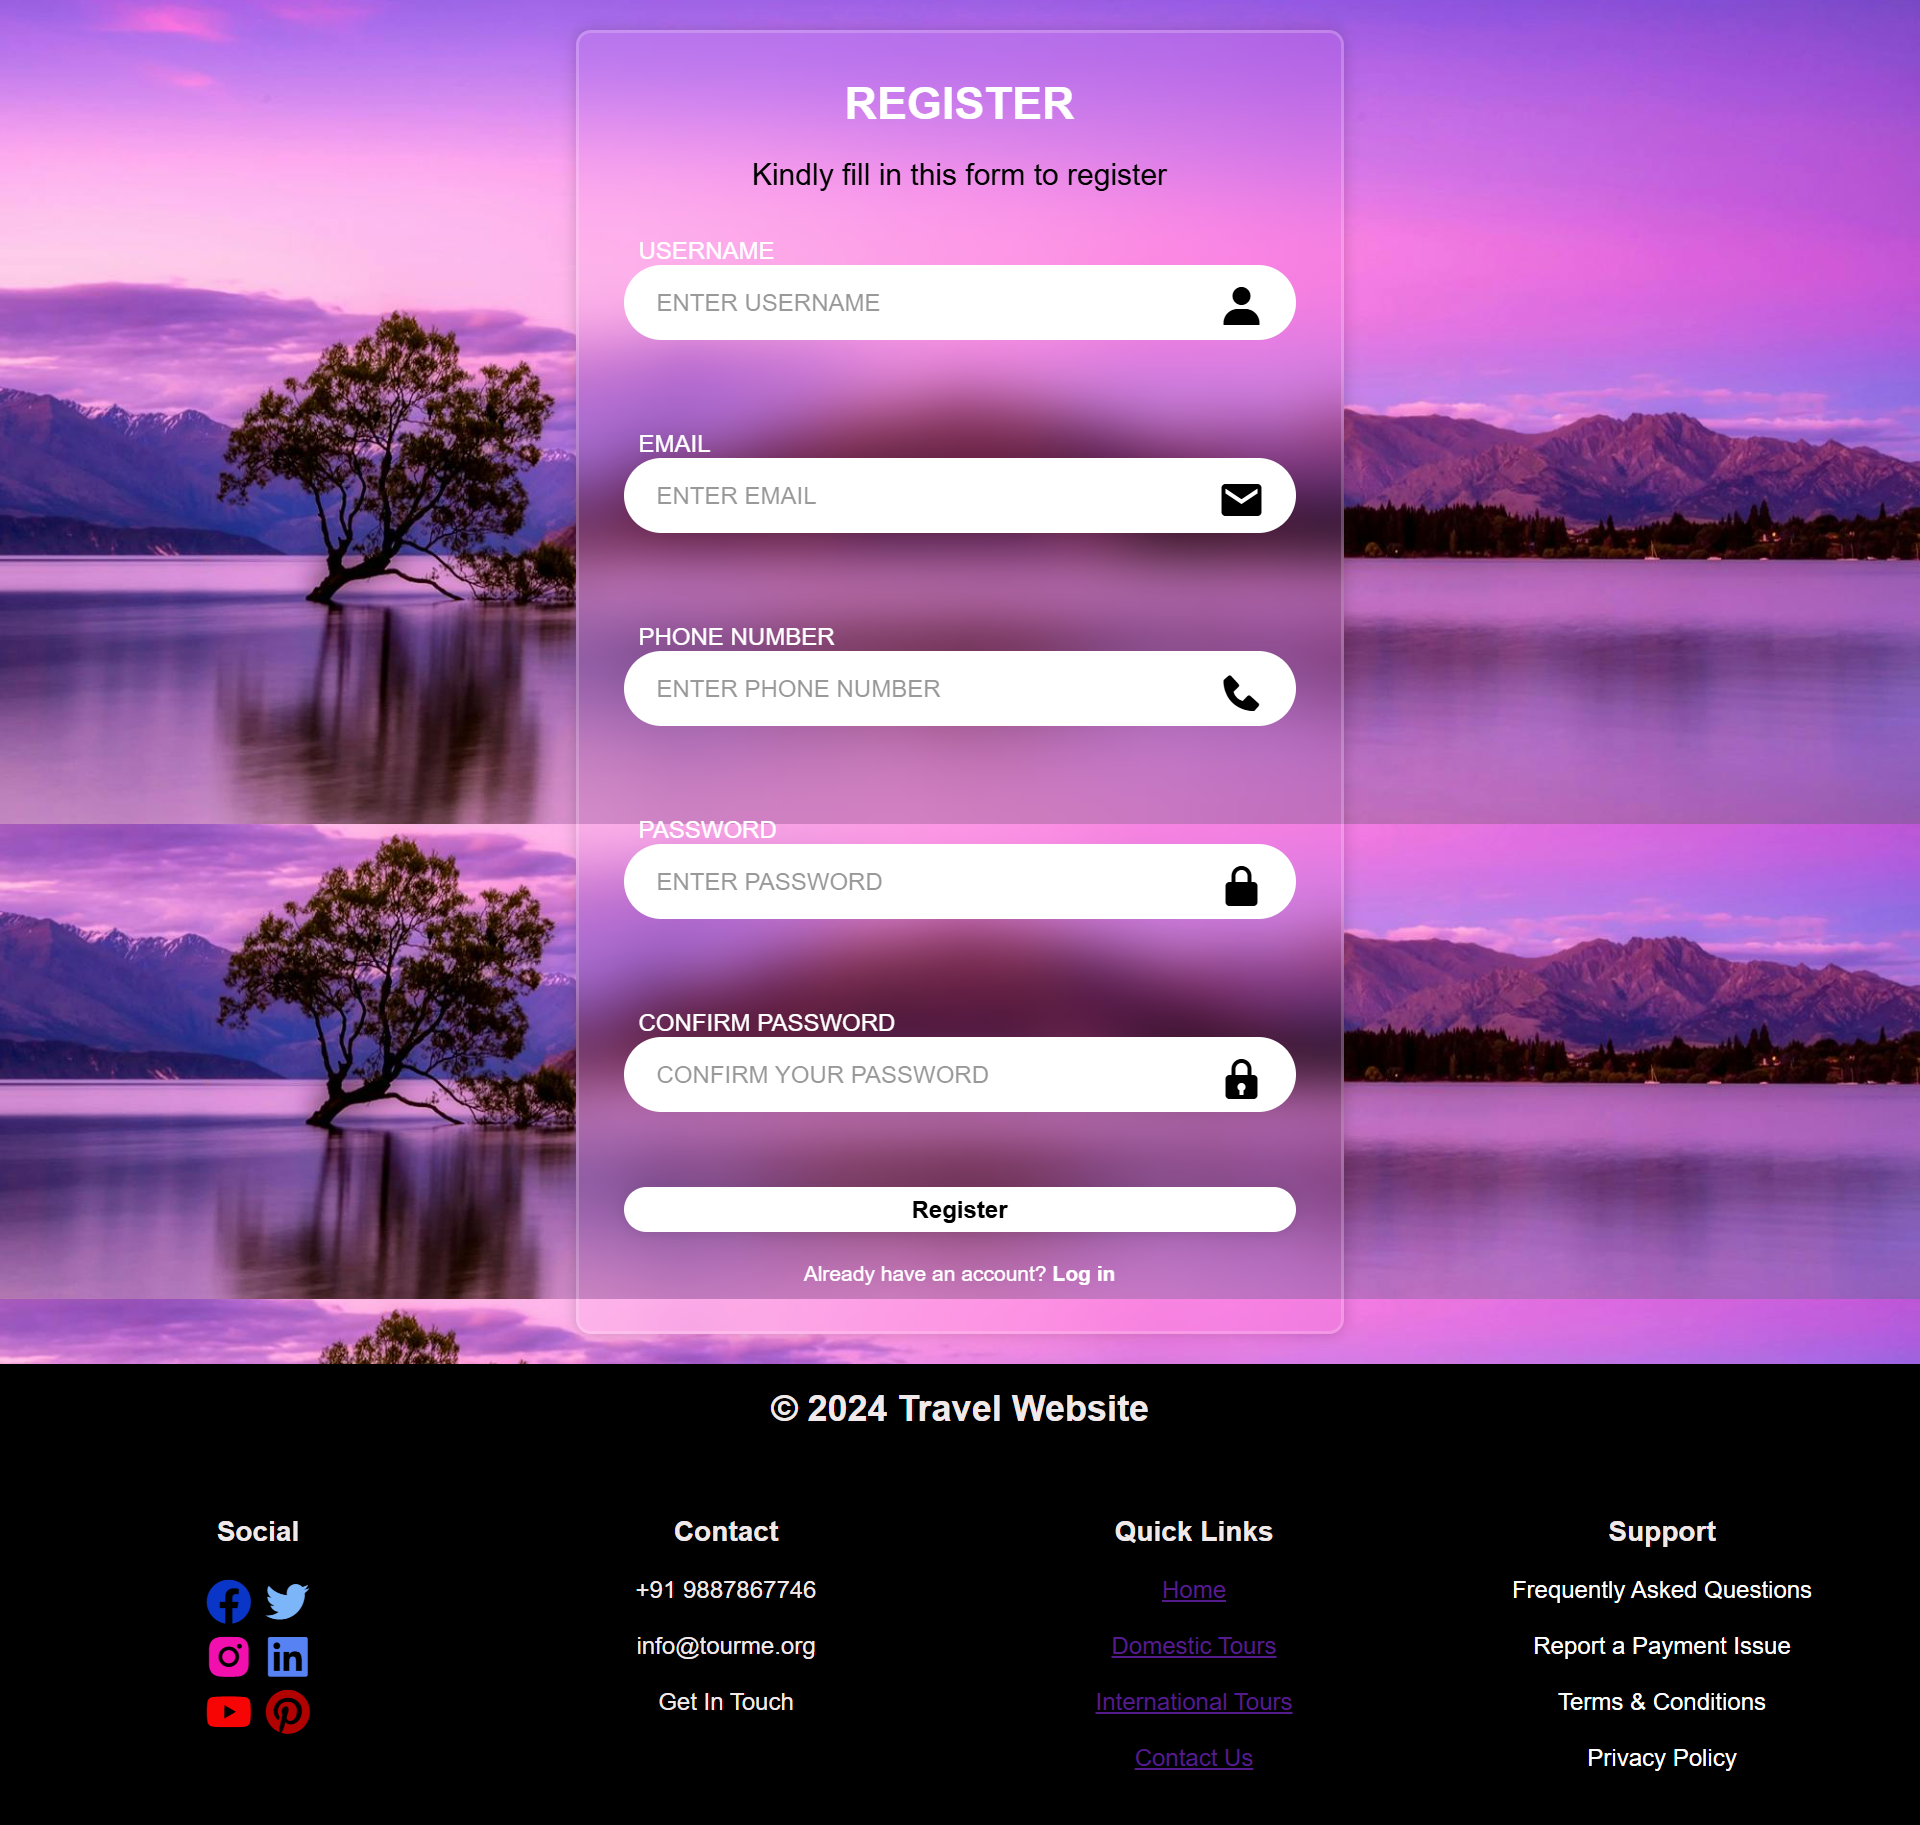 REGISTER
Kindly fill in this form to register
USERNAME
ENTER USERNAME
EMAIL
ENTER EMAIL
PHONE NUMBER
ENTER PHONE NUMBER
PASSWORD
ENTER PASSWORD
CONFIRM PASSWORD
CONFIRM YOUR PASSWORD
Register
Already have an account? Log in
© 2024 Travel Website
Social
Contact
+91 9887867746
info@tourme.org
Get In Touch
Quick Links
Home
Domestic Tours
International Tours
Contact Us
Support
Frequently Asked Questions
Report a Payment Issue
Terms & Conditions
Privacy Policy